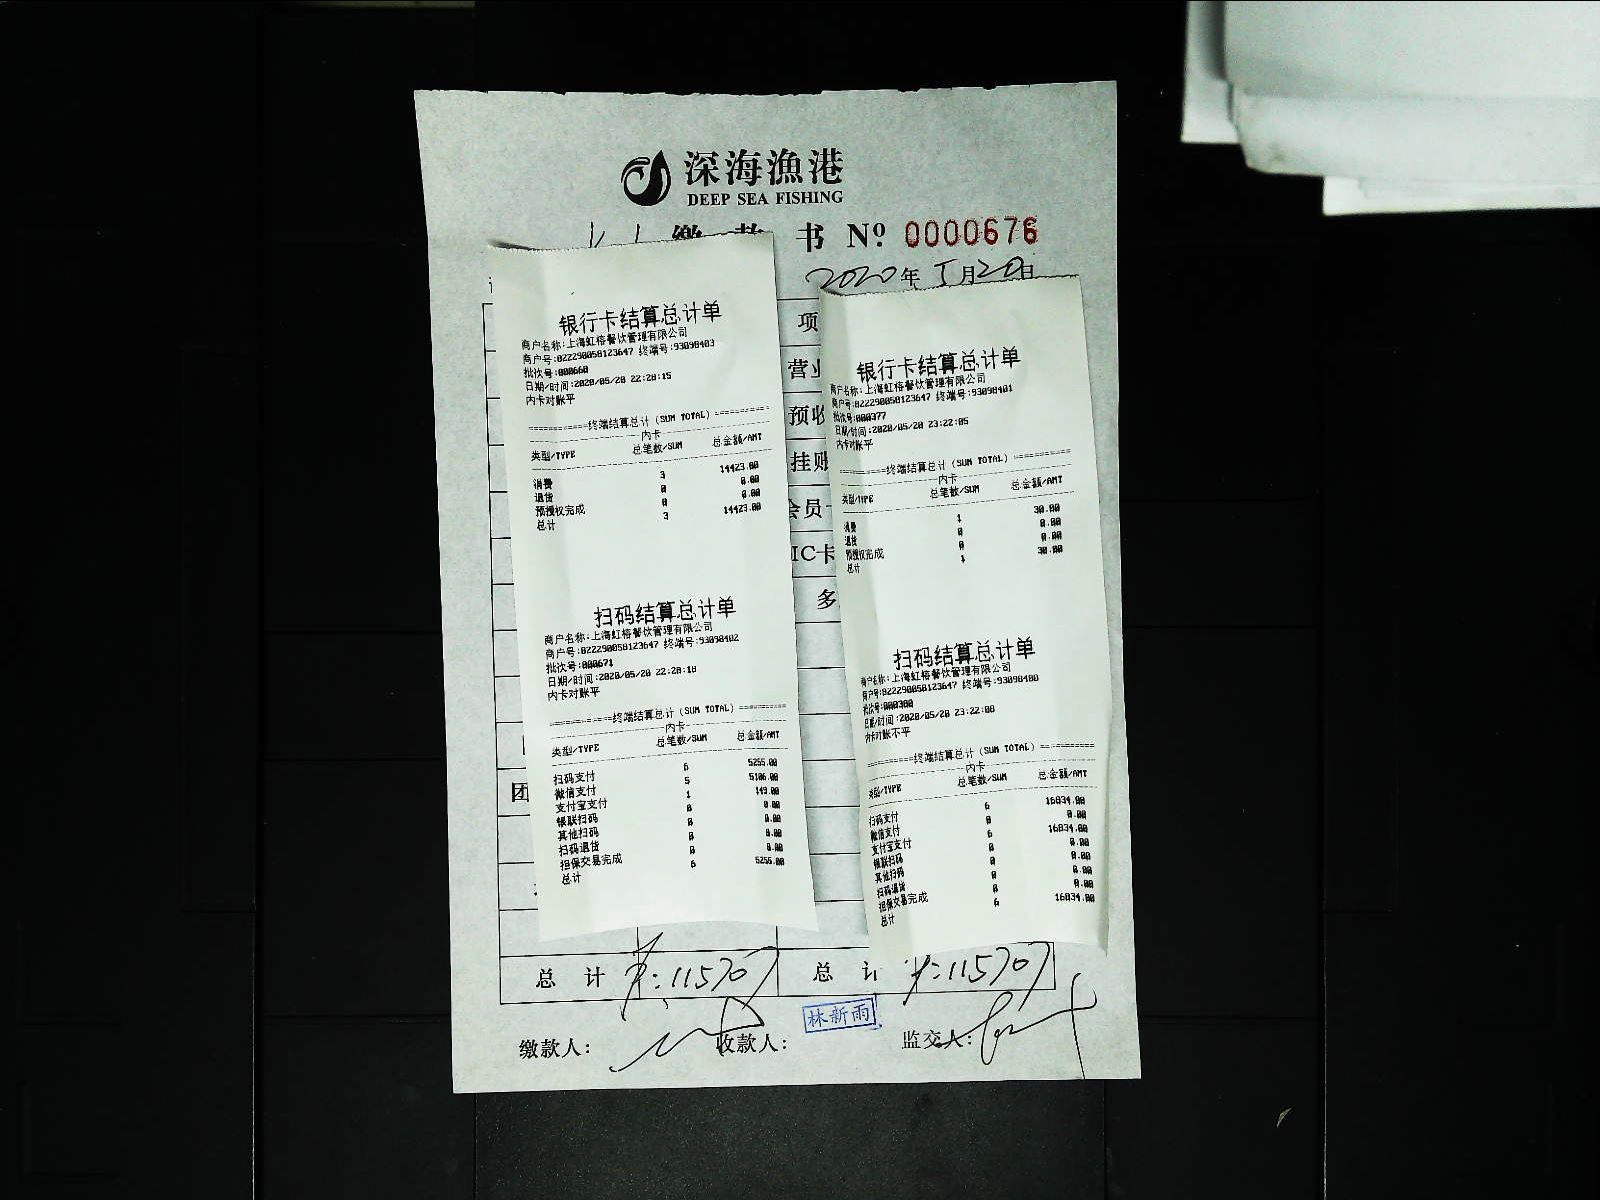 深海漁港
DEEP SEA FISHING
缴款书 № 0000676
2020年5月20日
银行卡结算总计单
商户名称:上海虹榕餐饮管理有限公司
商户号:822290058123647 终端号:93098403
批次号:000660
日期/时间:2020/05/20 22:28:15
内卡对账平
============终端结算总计(SUM TOTAL)===========
内卡
类型/TYPE 总笔数/SUM 总金额/AMT
消费 3 14423.00
退货 0 0.00
预授权完成 0 0.00
总计 3 14423.00
扫码结算总计单
商户名称:上海虹榕餐饮管理有限公司
商户号:822290058123647 终端号:93098402
批次号:000671
日期/时间:2020/05/20 22:28:18
内卡对账平
============终端结算总计(SUM TOTAL)===========
内卡
类型/TYPE 总笔数/SUM 总金额/AMT
扫码支付 6 5255.00
微信支付 5 5106.00
支付宝支付 1 149.00
银联扫码 0 0.00
其他扫码 0 0.00
扫码退货 0 0.00
担保交易完成 0 0.00
总计 6 5255.00
项
营业
预收
挂账
会员卡
IC卡
多
团
银行卡结算总计单
商户名称:上海虹榕餐饮管理有限公司
商户号:822290058123647 终端号:93098401
批次号:000377
日期/时间:2020/05/20 23:22:05
内卡对账平
=========终端结算总计(SUM TOTAL)===========
内卡
类型/TYPE 总笔数/SUM 总金额/AMT
消费 1 30.00
退货 0 0.00
预授权完成 0 0.00
总计 1 30.00
扫码结算总计单
商户名称:上海虹榕餐饮管理有限公司
商户号:822290058123647 终端号:93098400
批次号:000380
日期/时间:2020/05/20 23:22:08
内卡对账不平
=========终端结算总计(SUM TOTAL)===========
内卡
类型/TYPE 总笔数/SUM 总金额/AMT
扫码支付 6 16034.00
微信支付 0 0.00
支付宝支付 6 16034.00
银联扫码 0 0.00
其他扫码 0 0.00
扫码退货 0 0.00
担保交易完成 0 0.00
总计 6 16034.00
总计 ¥:115707 总计 ¥:115707
林新雨
缴款人: 收款人: 监交人: